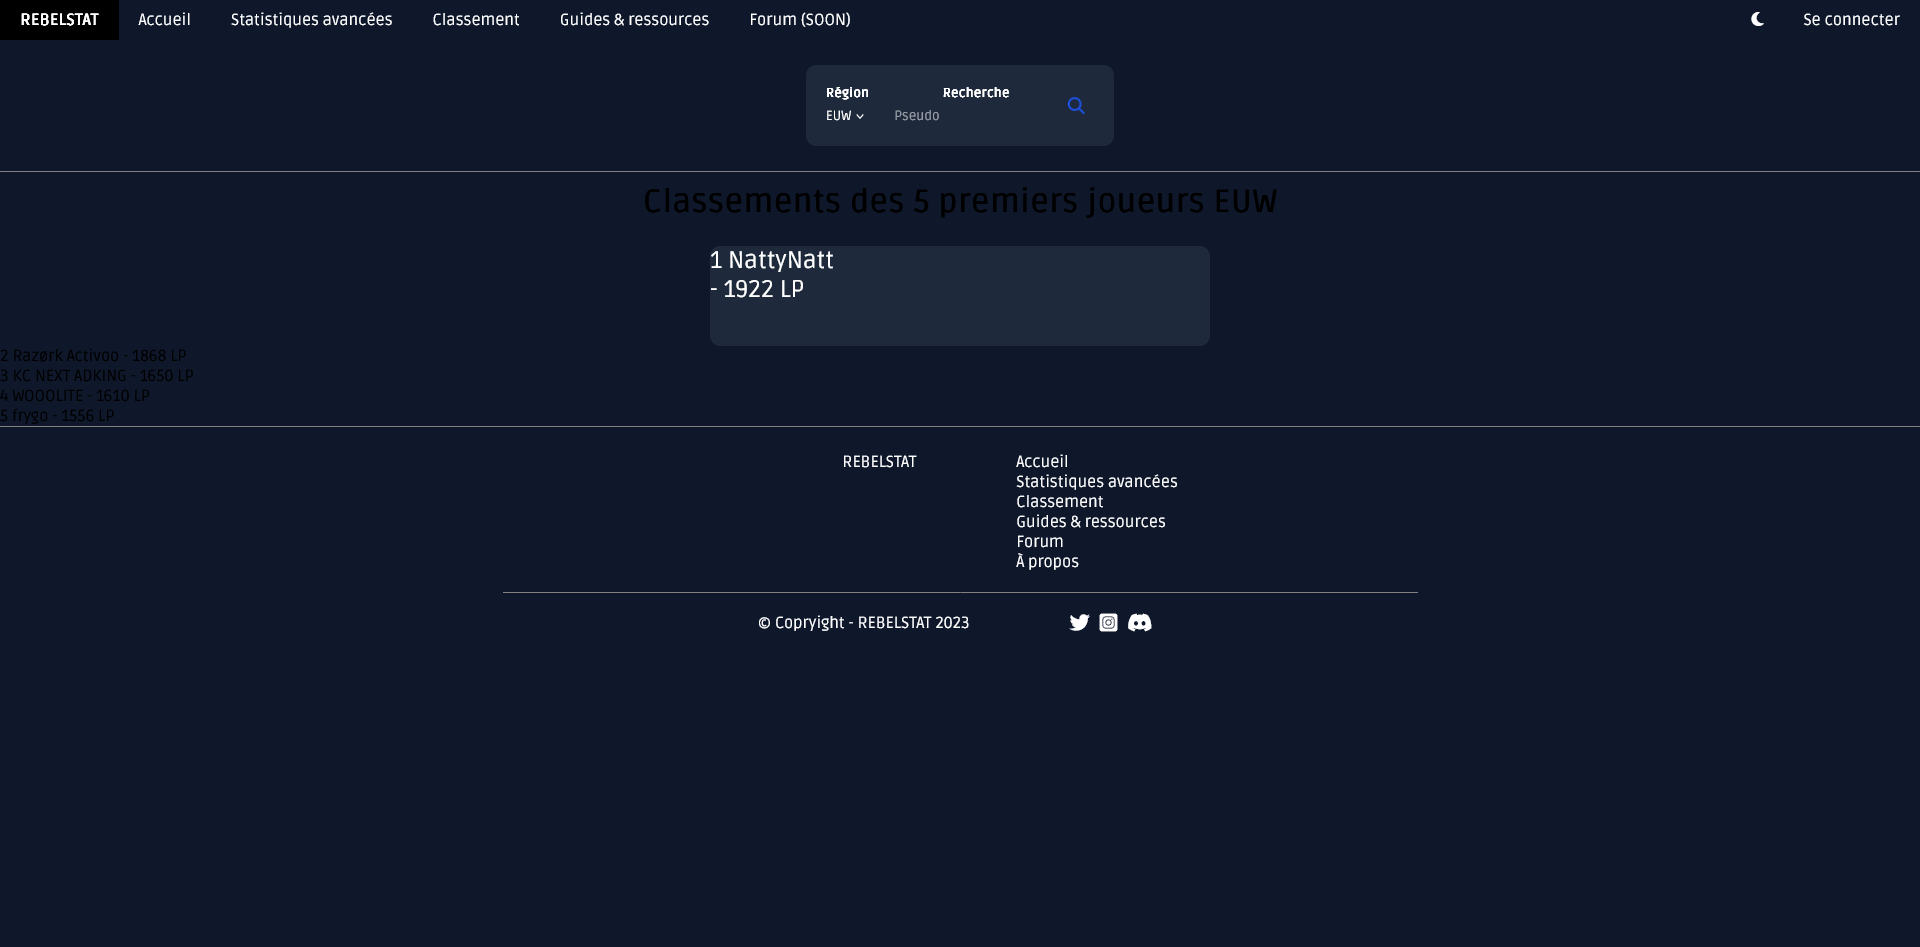 REBELSTAT Accueil Statistiques avancées Classement Guides & ressources Forum (SOON) Se connecter
Région Recherche
EUW Pseudo
Classements des 5 premiers joueurs EUW
1 NattyNatt
- 1922 LP
2 Razørk Activoo - 1868 LP
3 KC NEXT ADKING - 1650 LP
4 WOOOLITE - 1610 LP
5 frygo - 1556 LP
REBELSTAT
Accueil
Statistiques avancées
Classement
Guides & ressources
Forum
À propos
© Copryight - REBELSTAT 2023